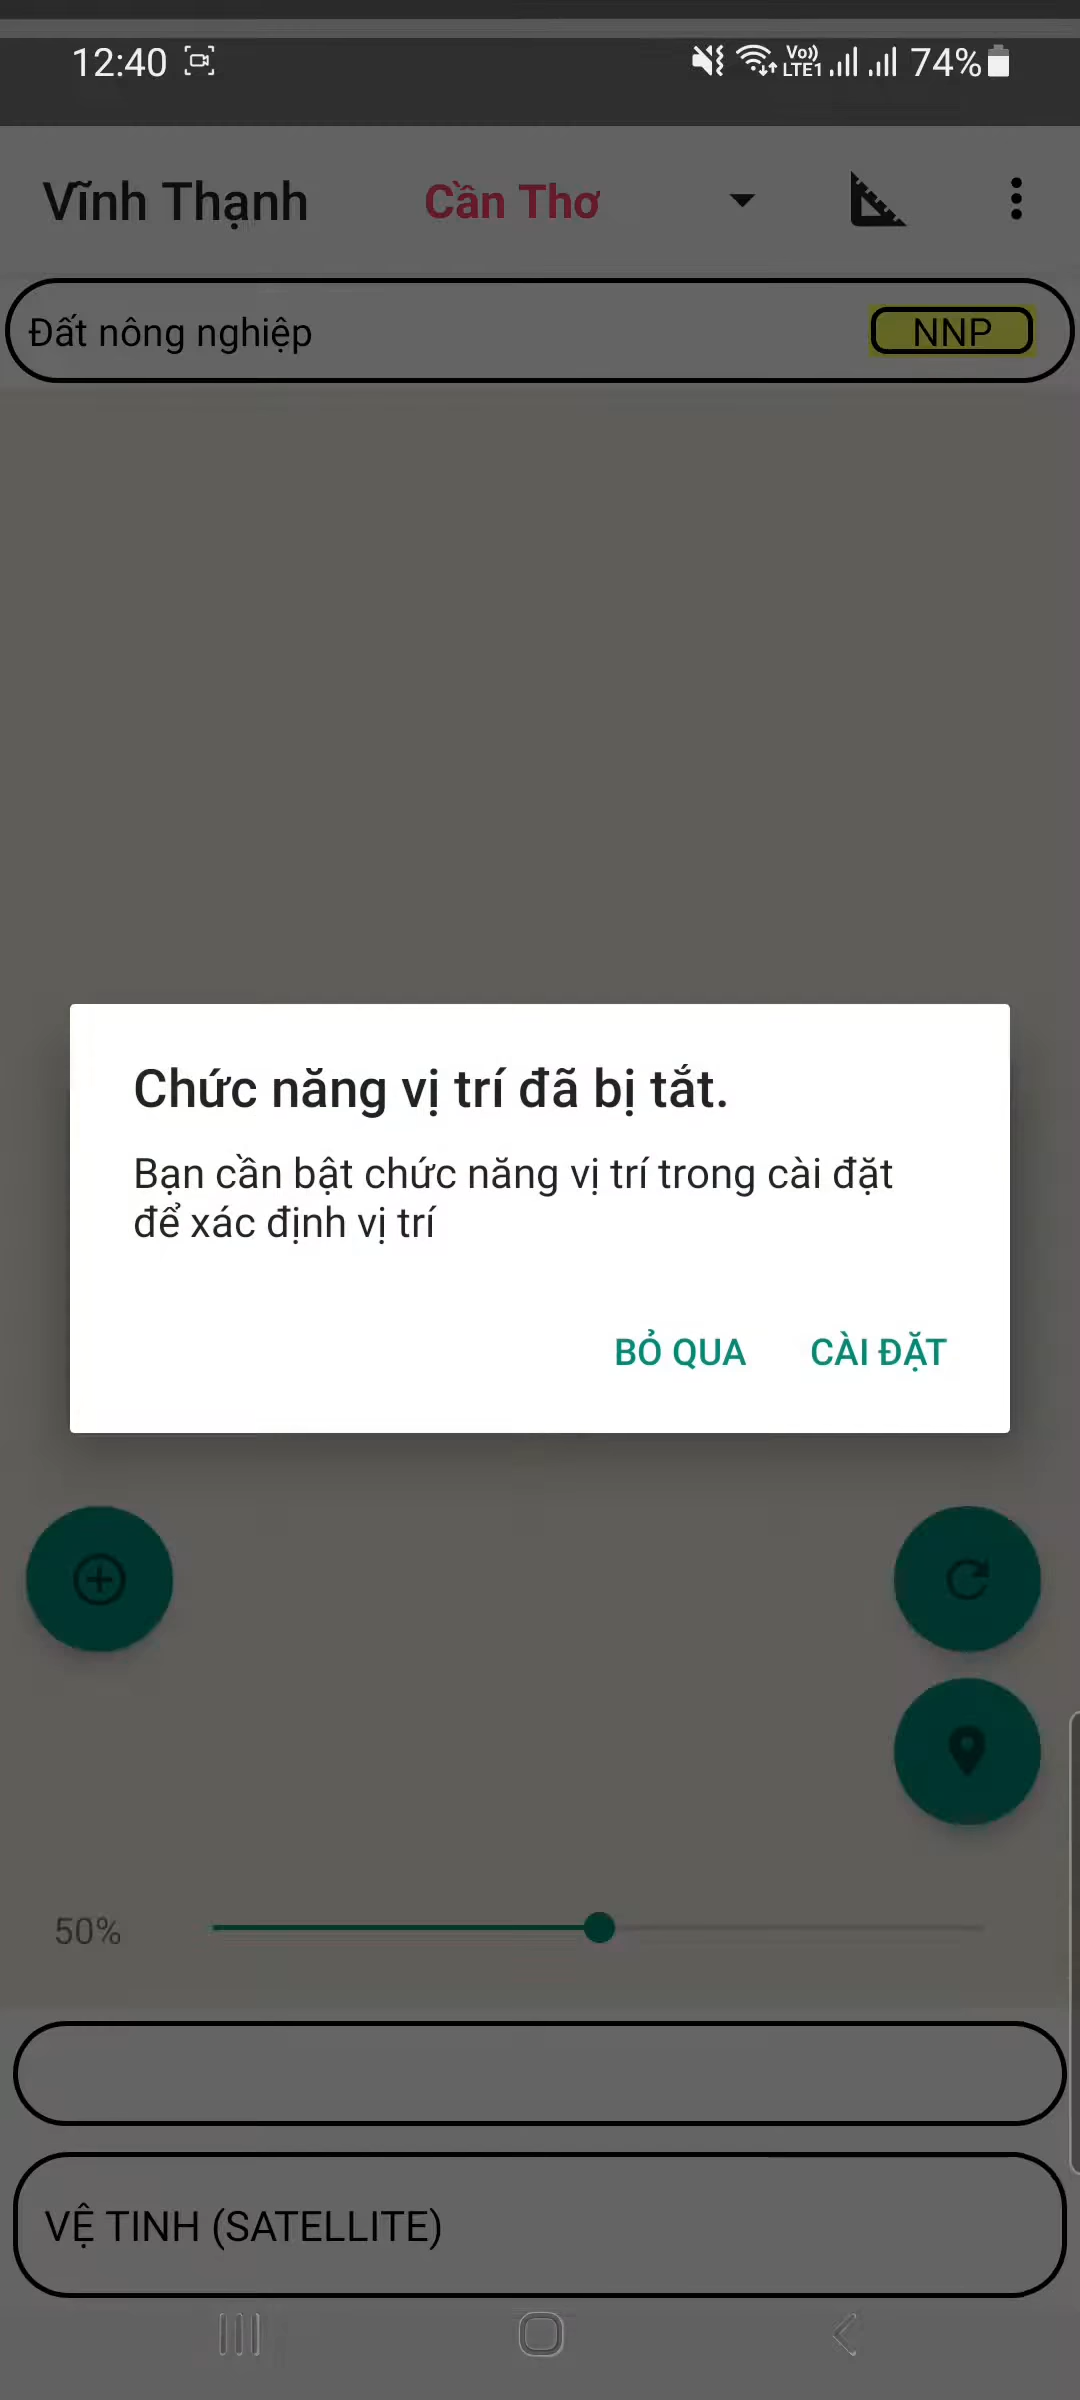 12:40 Vo)) LTE1 74%
Vĩnh Thạnh Cần Thơ
Đất nông nghiệp NNP
Chức năng vị trí đã bị tắt.
Bạn cần bật chức năng vị trí trong cài đặt
để xác định vị trí
BỎ QUA CÀI ĐẶT
50%
VỆ TINH (SATELLITE)